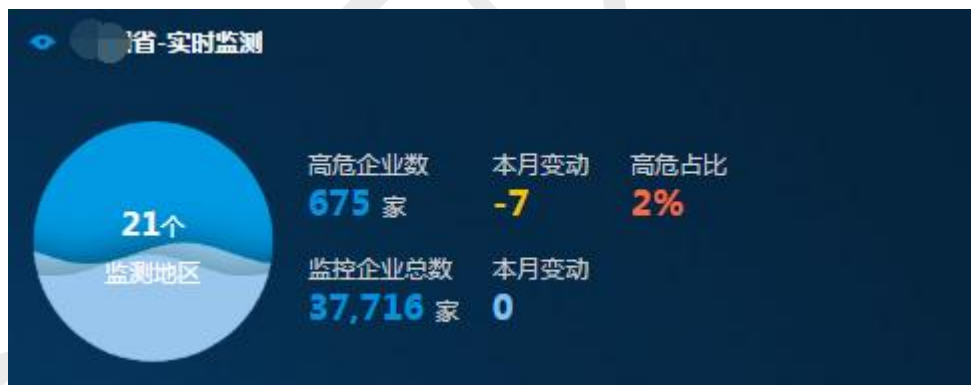 省-实时监测
21个
监测地区
高危企业数 本月变动 高危占比
675 家 -7 2%
监控企业总数 本月变动
37,716 家 0